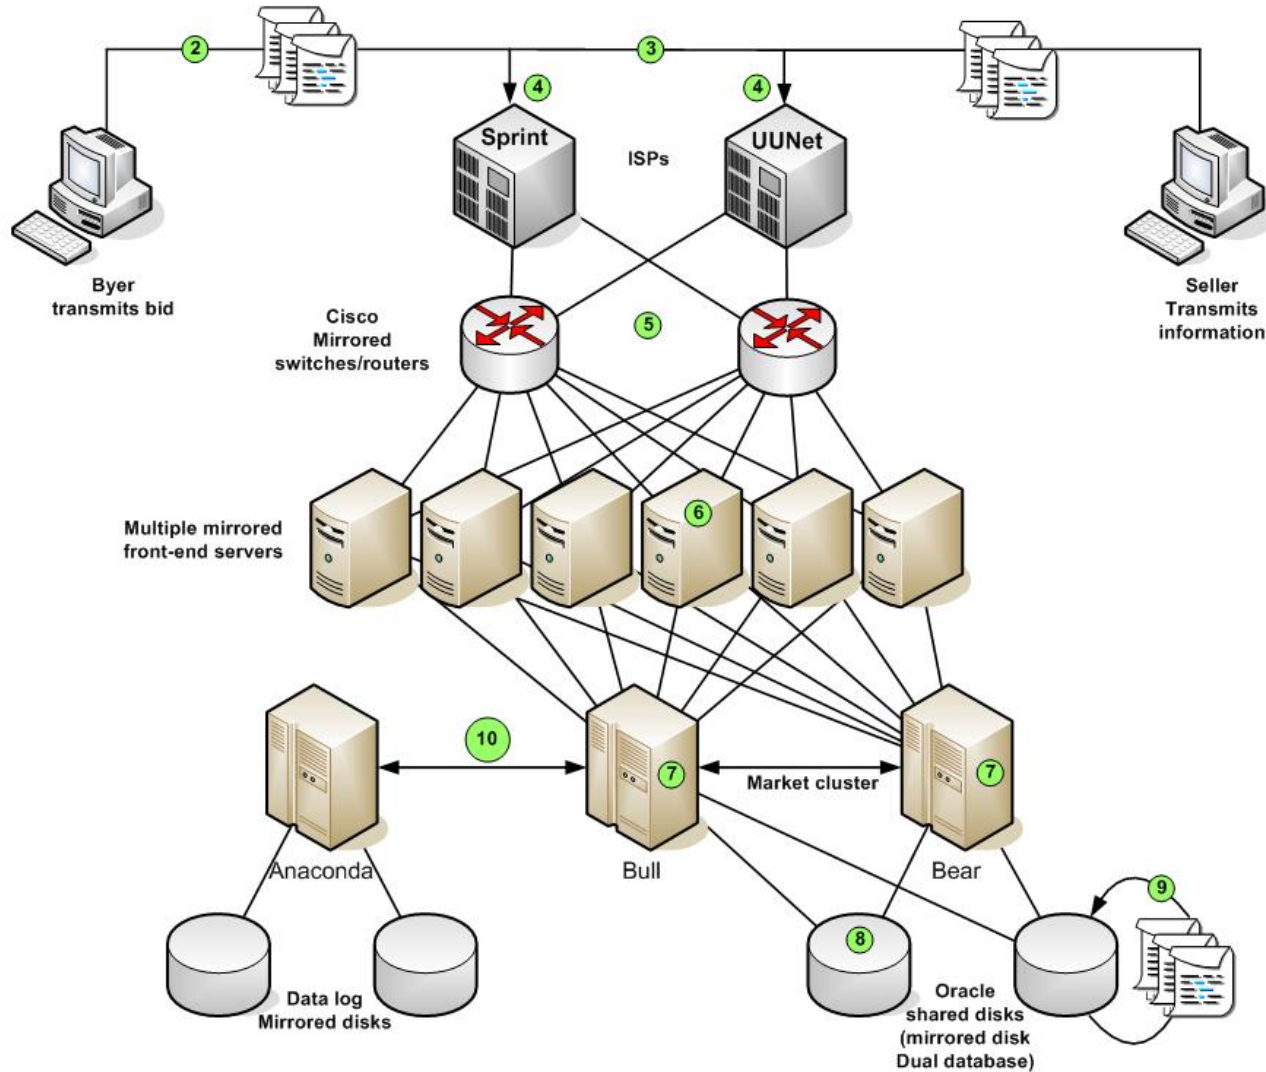 2
3
4
4
Sprint
UUNet
ISPs
Byer
transmits bid
Seller
Transmits
information
Cisco
Mirrored
switches/routers
5
Multiple mirrored
front-end servers
6
10
7
Market cluster
7
Anaconda
Bull
Bear
9
8
Data log
Mirrored disks
Oracle
shared disks
(mirrored disk
Dual database)